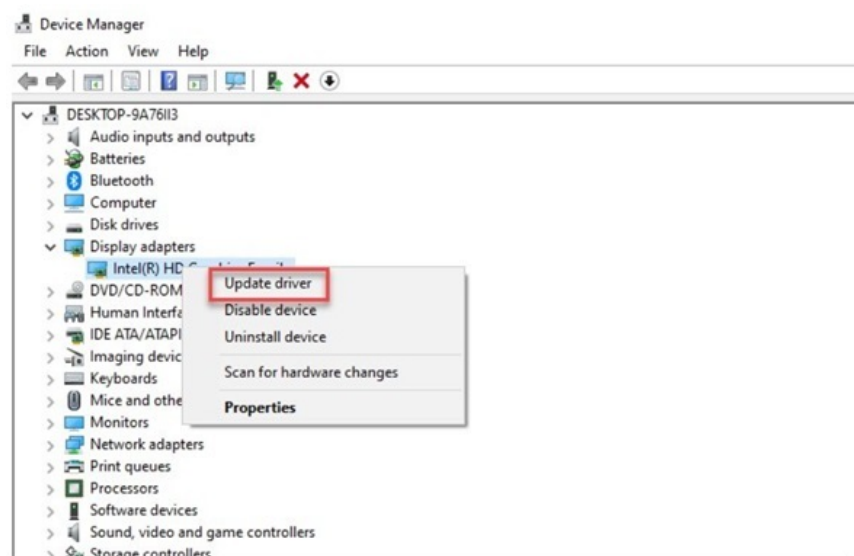 Device Manager
File Action View Help
DESKTOP-9A76II3
Audio inputs and outputs
Batteries
Bluetooth
Computer
Disk drives
Display adapters
Intel(R) HD
Update driver
DVD/CD-ROM
Disable device
Human Interfa
Uninstall device
IDE ATA/ATAPI
Imaging devic
Scan for hardware changes
Keyboards
Mice and othe
Properties
Monitors
Network adapters
Print queues
Processors
Software devices
Sound, video and game controllers
Storage controllers